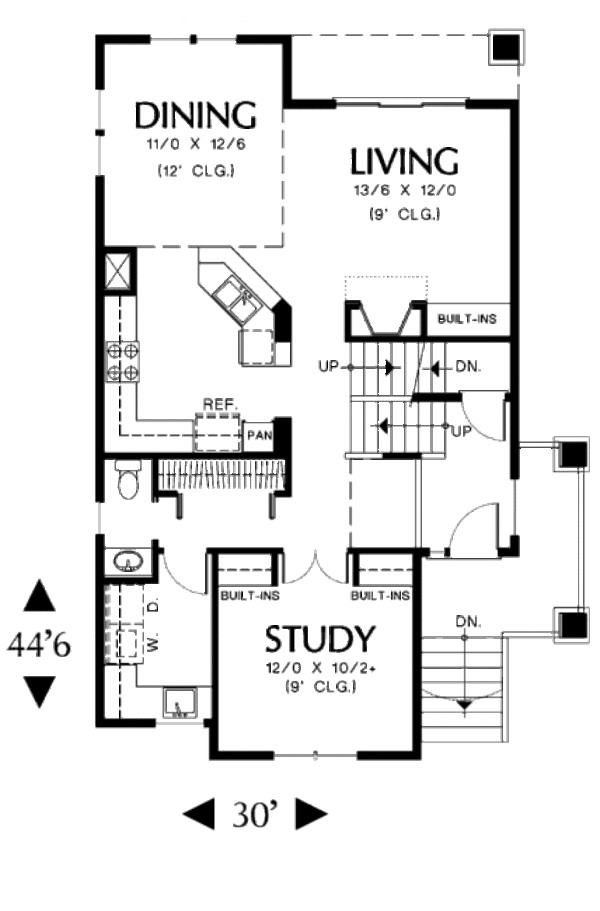 DINING
11/0 X 12/6
(12' CLG.)
LIVING
13/6 X 12/0
(9' CLG.)
BUILT-INS
UP
DN.
REF.
PAN
UP
BUILT-INS
BUILT-INS
D.
W.
STUDY
12/0 X 10/2+
(9' CLG.)
DN.
44'6
30'